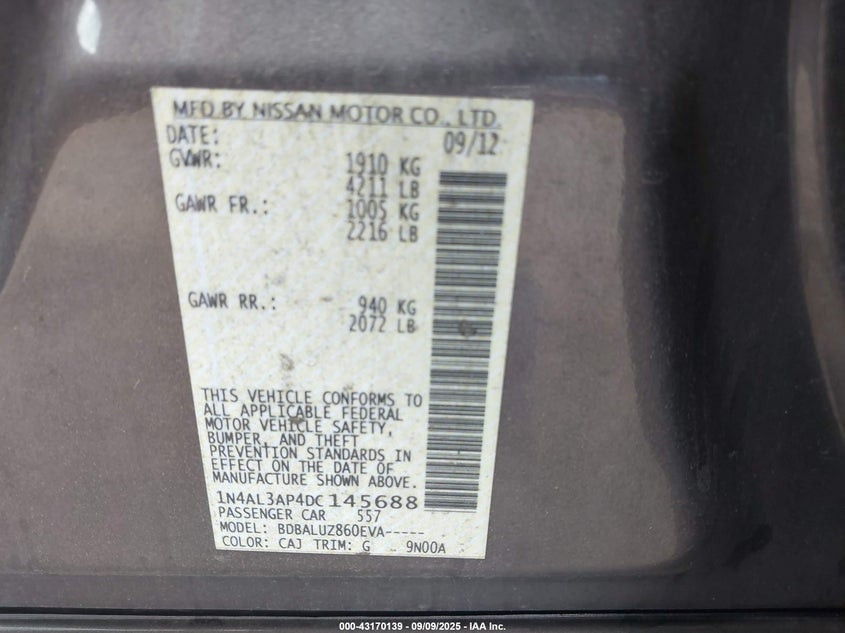 MFD BY NISSAN MOTOR CO., LTD.
DATE: 09/12
GVWR: 1910 KG
4211 LB
GAWR FR.: 1005 KG
2216 LB
GAWR RR.: 940 KG
2072 LB
THIS VEHICLE CONFORMS TO
ALL APPLICABLE FEDERAL
MOTOR VEHICLE SAFETY,
BUMPER, AND THEFT
PREVENTION STANDARDS IN
EFFECT ON THE DATE OF
MANUFACTURE SHOWN ABOVE.
1N4AL3AP4DC145688
PASSENGER CAR 557
MODEL: BDBALUZ860EVA-----
COLOR: CAJ TRIM: G 9N00A
000-43170139 - 09/09/2025 - IAA Inc.